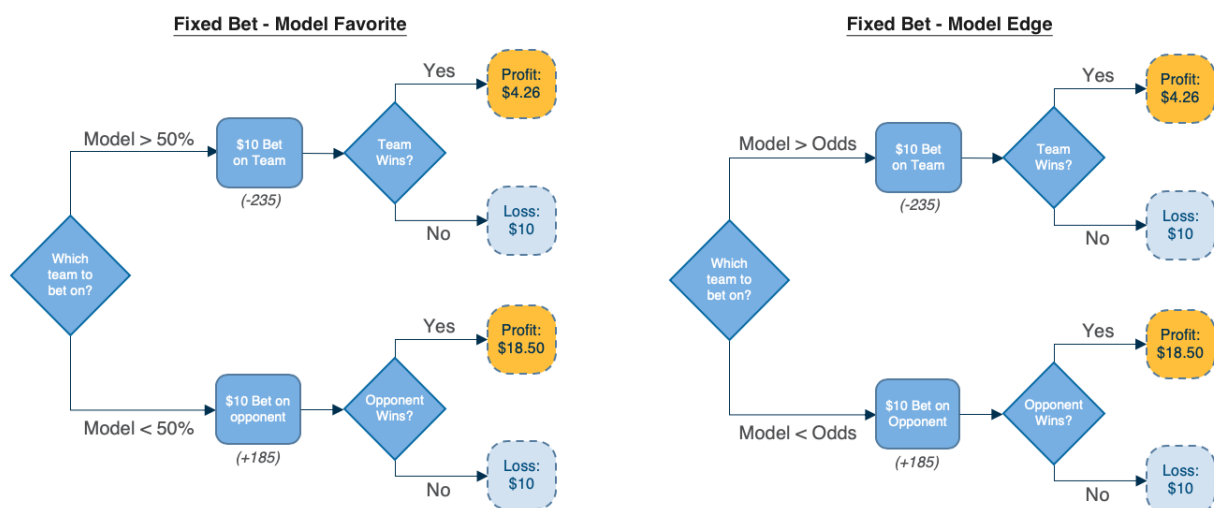 Fixed Bet - Model Favorite
Yes
Profit:
$4.26
Model > 50%
$10 Bet
on Team
(-235)
Team
Wins?
No
Loss:
$10
Which
team to
bet on?
Yes
Profit:
$18.50
Model < 50%
$10 Bet on
opponent
(+185)
Opponent
Wins?
No
Loss:
$10
Fixed Bet - Model Edge
Yes
Profit:
$4.26
Model > Odds
$10 Bet
on Team
(-235)
Team
Wins?
No
Loss:
$10
Which
team to
bet on?
Yes
Profit:
$18.50
Model < Odds
$10 Bet on
Opponent
(+185)
Opponent
Wins?
No
Loss:
$10